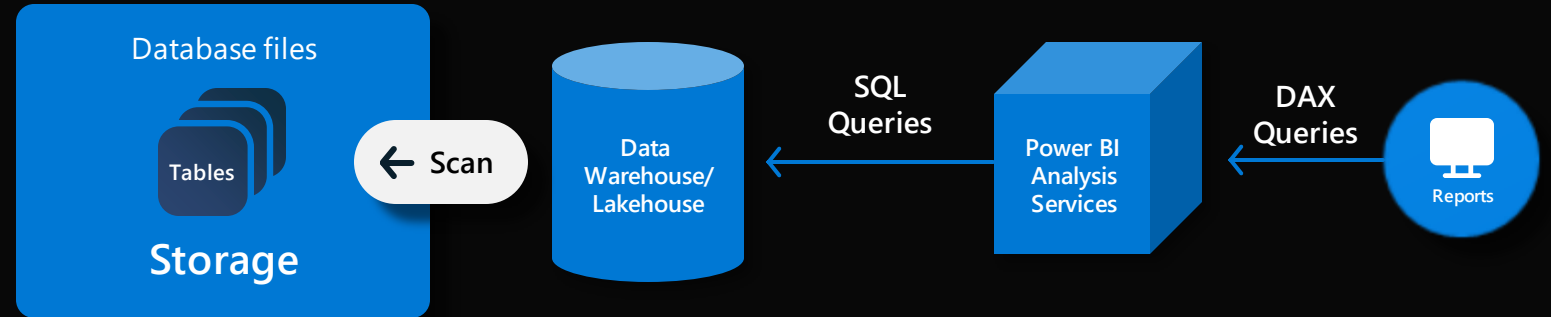 Database files
Tables
Storage
Scan
Data
Warehouse/
Lakehouse
SQL
Queries
Power BI
Analysis
Services
DAX
Queries
Reports